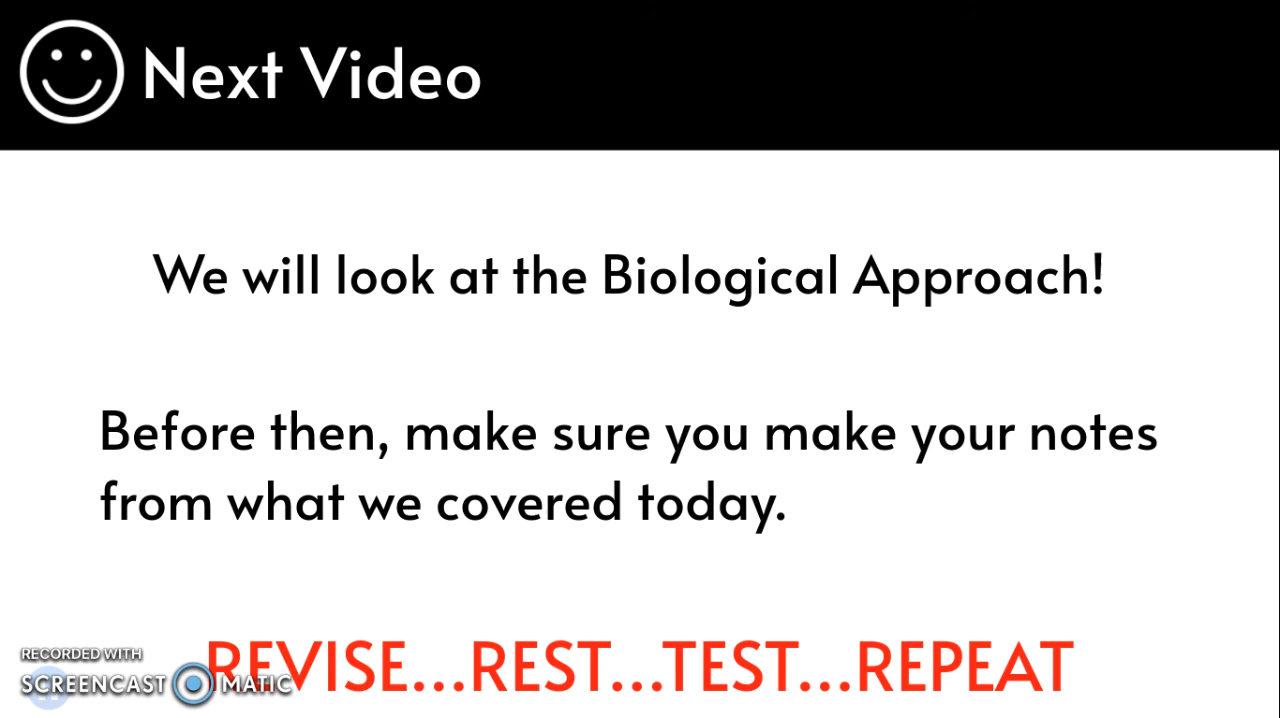 Next Video
We will look at the Biological Approach!
Before then, make sure you make your notes
from what we covered today.
REVISE...REST...TEST...REPEAT
RECORDED WITH
SCREENCAST MATIC